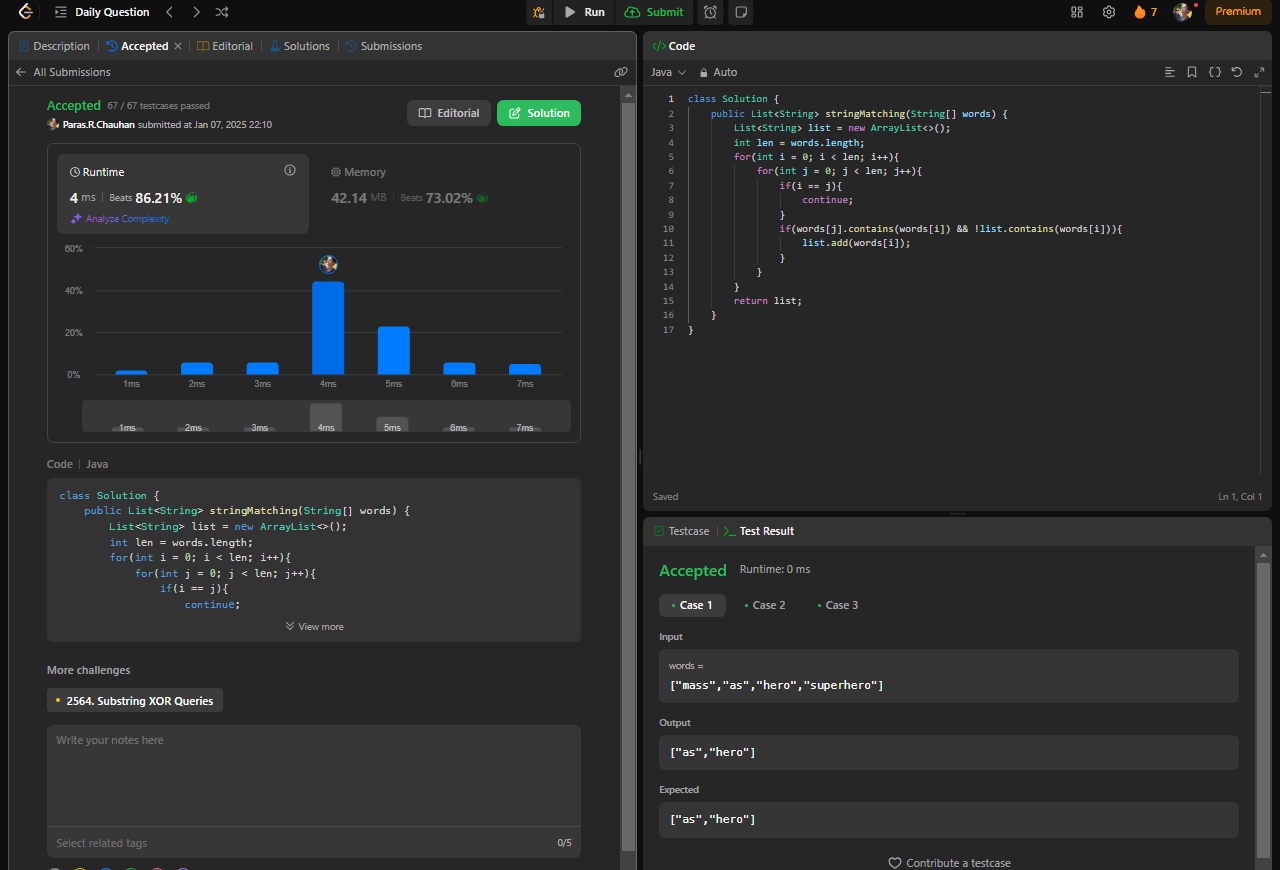 Daily Question
Run
Submit
7
Premium
Description
Accepted
Editorial
Solutions
Submissions
All Submissions
Accepted 67 / 67 testcases passed
Paras.R.Chauhan submitted at Jan 07, 2025 22:10
Editorial
Solution
Runtime
4 ms Beats 86.21%
Analyze Complexity
Memory
42.14 MB Beats 73.02%
60%
40%
20%
0%
1ms 2ms 3ms 4ms 5ms 6ms 7ms
1ms 2ms 3ms 4ms 5ms 6ms 7ms
Code Java
class Solution {
public List<String> stringMatching(String[] words) {
List<String> list = new ArrayList<>();
int len = words.length;
for(int i = 0; i < len; i++){
for(int j = 0; j < len; j++){
if(i == j){
continue;
View more
More challenges
2564. Substring XOR Queries
Write your notes here
Select related tags
0/5
</> Code
Java
Auto
1 class Solution {
2 public List<String> stringMatching(String[] words) {
3 List<String> list = new ArrayList<>();
4 int len = words.length;
5 for(int i = 0; i < len; i++){
6 for(int j = 0; j < len; j++){
7 if(i == j){
8 continue;
9 }
10 if(words[j].contains(words[i]) && !list.contains(words[i])){
11 list.add(words[i]);
12 }
13 }
14 }
15 return list;
16 }
17 }
Saved
Ln 1, Col 1
Testcase
Test Result
Accepted Runtime: 0 ms
Case 1
Case 2
Case 3
Input
words =
["mass","as","hero","superhero"]
Output
["as","hero"]
Expected
["as","hero"]
Contribute a testcase